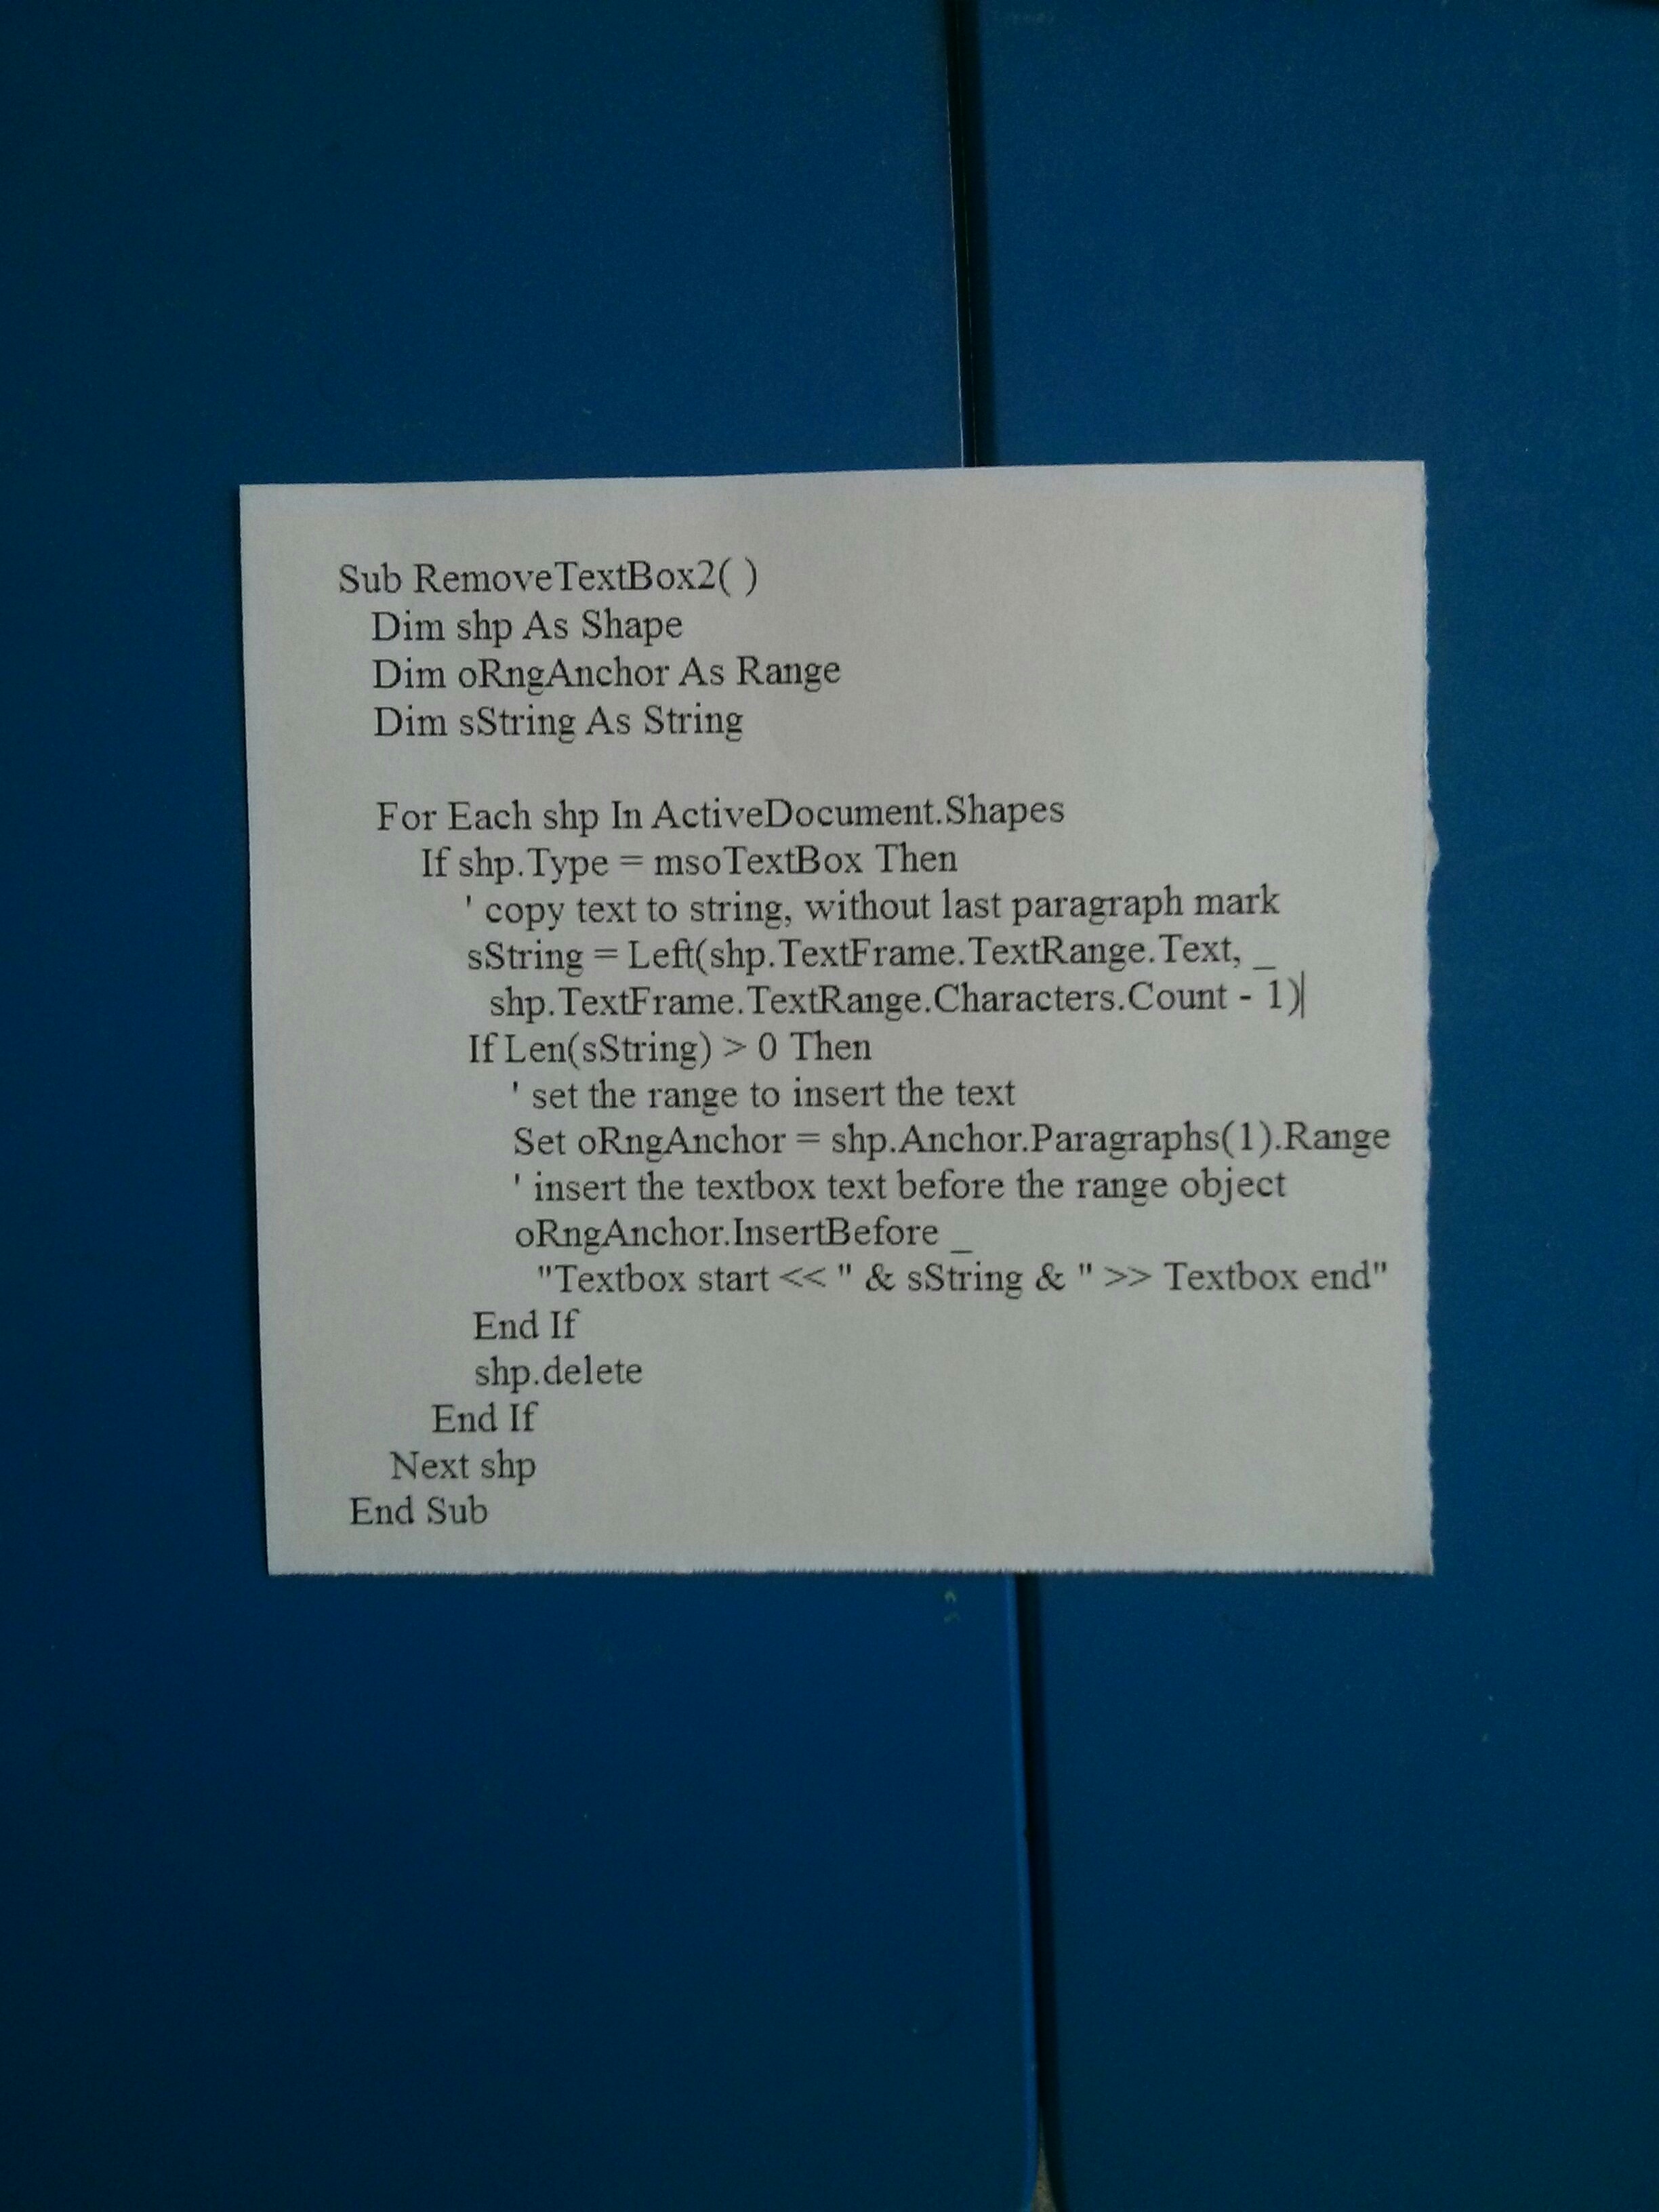 Sub RemoveTextBox2( )
Dim shp As Shape
Dim oRngAnchor As Range
Dim sString As String
For Each shp In ActiveDocument.Shapes
If shp.Type = msoTextBox Then
' copy text to string, without last paragraph mark
sString = Left(shp.TextFrame.TextRange.Text, _
shp.TextFrame.TextRange.Characters.Count - 1)|
If Len(sString) > 0 Then
' set the range to insert the text
Set oRngAnchor = shp.Anchor.Paragraphs(1).Range
' insert the textbox text before the range object
oRngAnchor.InsertBefore _
"Textbox start << " & sString & " >> Textbox end"
End If
shp.delete
End If
Next shp
End Sub